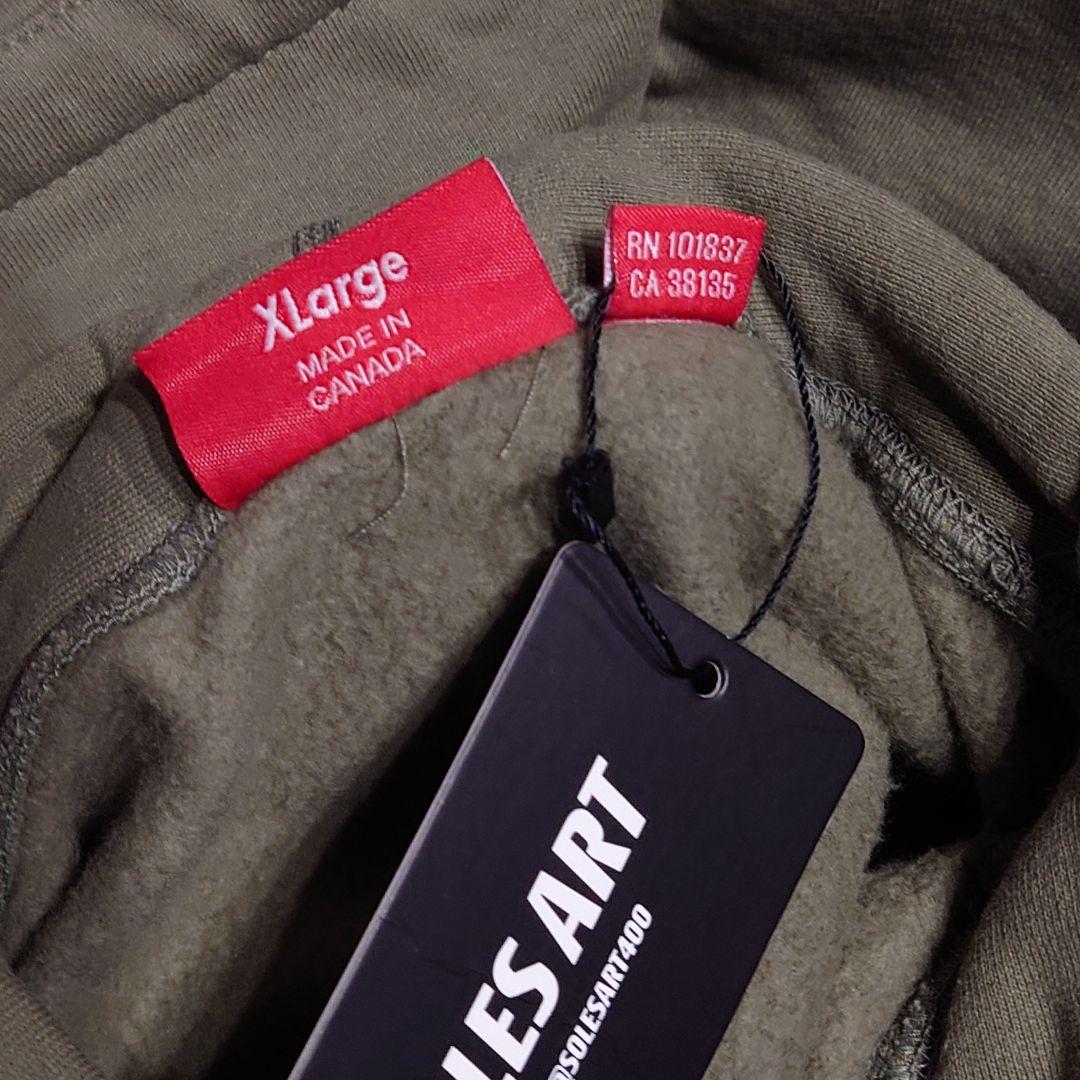 XLarge
MADE IN
CANADA
RN 101837
CA 38135
LES ART
@SOLESART400